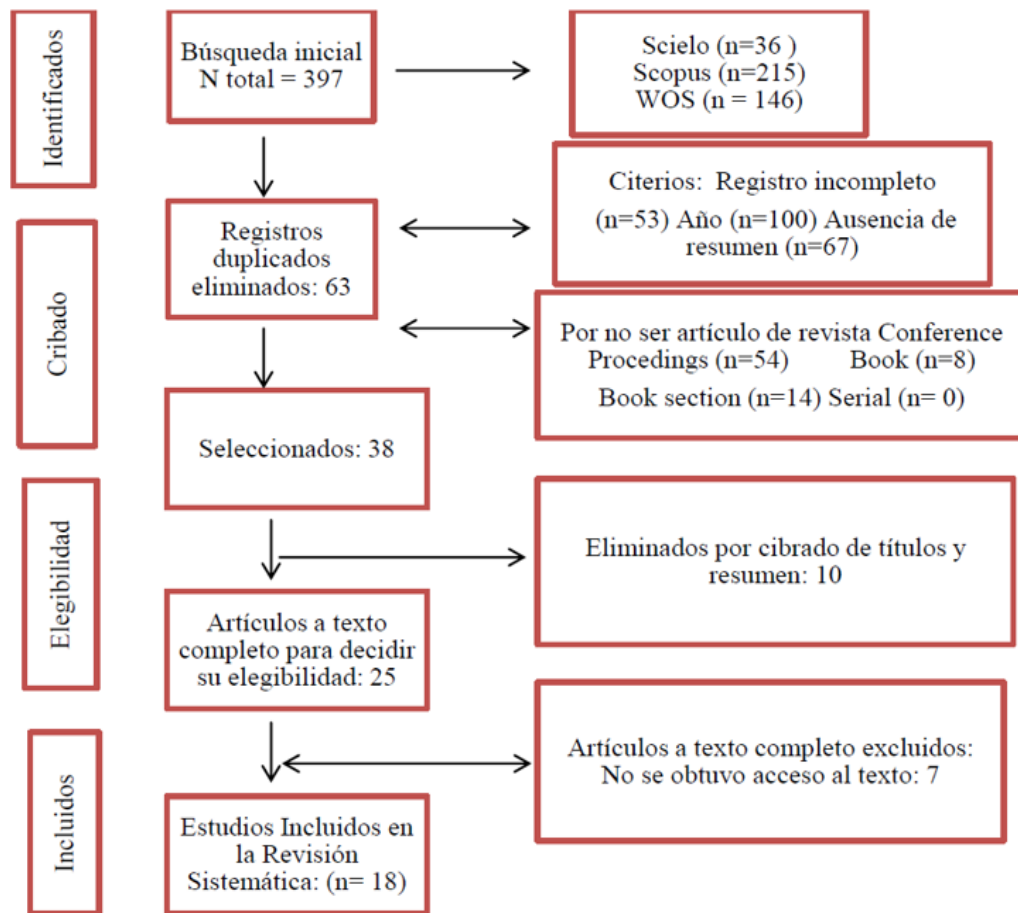 Identificados
Búsqueda inicial
N total = 397
Scielo (n=36 )
Scopus (n=215)
WOS (n = 146)
Cribado
Registros
duplicados
eliminados: 63
Citerios: Registro incompleto
(n=53) Año (n=100) Ausencia de
resumen (n=67)
Por no ser artículo de revista Conference
Procedings (n=54) Book (n=8)
Book section (n=14) Serial (n= 0)
Seleccionados: 38
Elegibilidad
Eliminados por cibrado de títulos y
resumen: 10
Artículos a texto
completo para decidir
su elegibilidad: 25
Incluidos
Artículos a texto completo excluidos:
No se obtuvo acceso al texto: 7
Estudios Incluidos en
la Revisión
Sistemática: (n= 18)